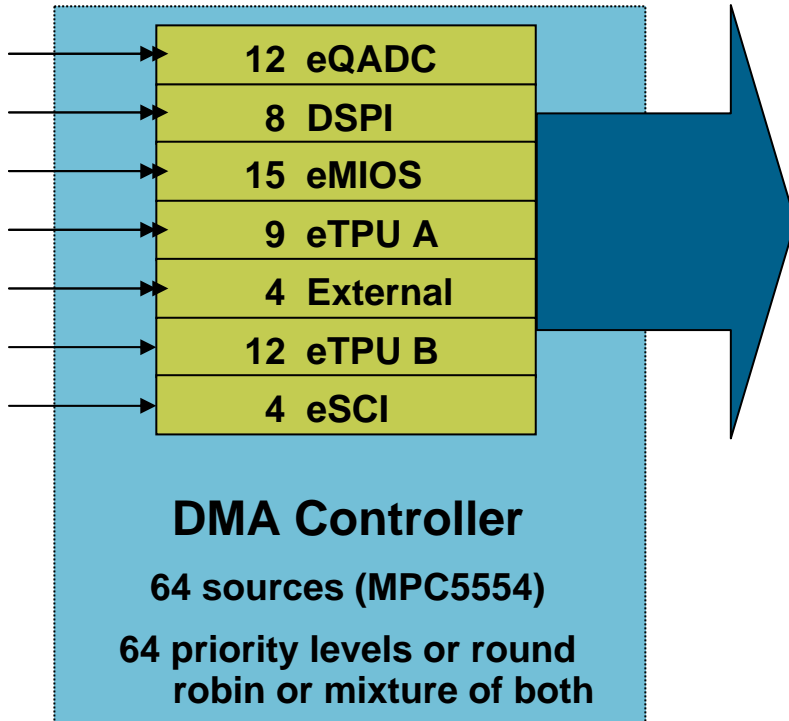 12 eQADC
8 DSPI
15 eMIOS
9 eTPU A
4 External
12 eTPU B
4 eSCI
DMA Controller
64 sources (MPC5554)
64 priority levels or round
robin or mixture of both